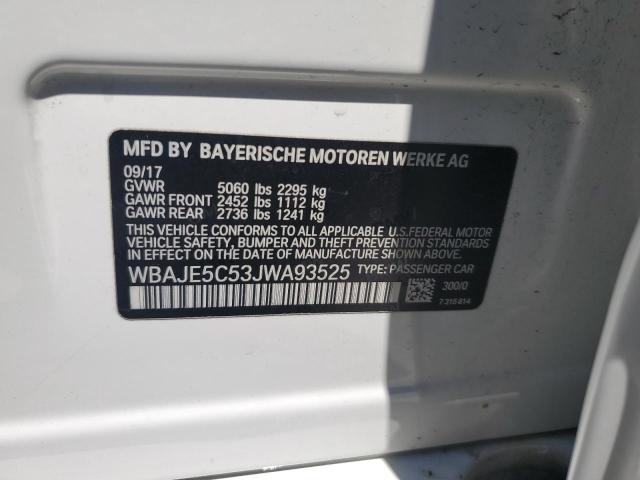 MFD BY BAYERISCHE MOTOREN WERKE AG
09/17
GVWR 5060 lbs 2295 kg
GAWR FRONT 2452 lbs 1112 kg
GAWR REAR 2736 lbs 1241 kg
THIS VEHICLE CONFORMS TO ALL APPLICABLE U.S. FEDERAL MOTOR
VEHICLE SAFETY, BUMPER AND THEFT PREVENTION STANDARDS
IN EFFECT ON THE DATE OF MANUFACTURE SHOWN ABOVE.
WBAJE5C53JWA93525 TYPE: PASSENGER CAR
300/0
7 315 814